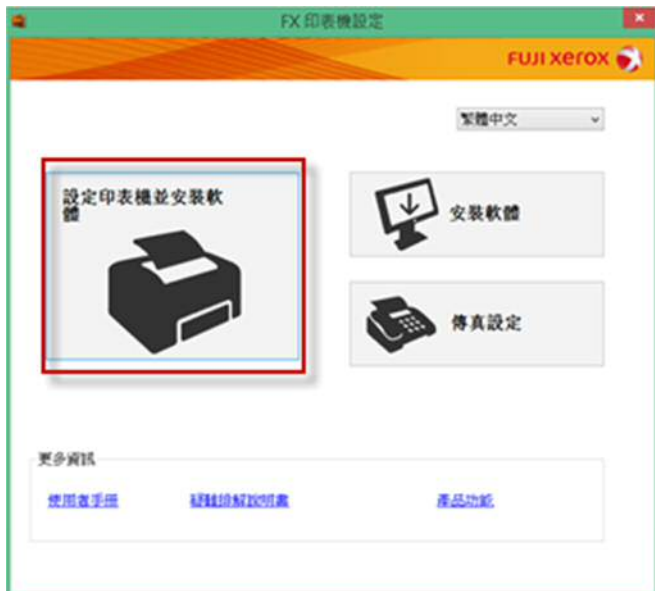 FX 印表機設定
FUJI xerox
繁體中文
設定印表機並安裝軟
體
安裝軟體
傳真設定
更多資訊
使用者手冊
疑難排解說明書
產品功能